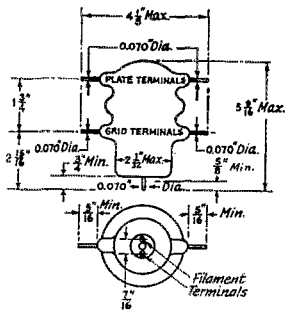 4 1/8" Max.
0.070" Dia.
PLATE TERMINALS
1 3/4"
5 9/16" Max.
GRID TERMINALS
0.070" Dia. 0.070" Dia.
2 15/16"
3/4" Min. 2 1/32" Max. 5/8" Min.
0.070" Dia.
5/16" Min. 5/16" Min.
Filament
Terminals
7/16"